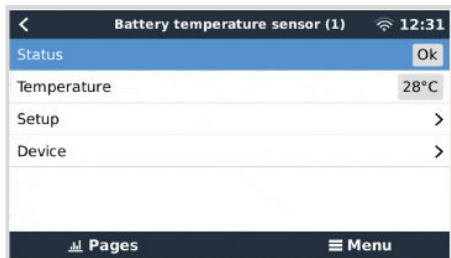 Battery temperature sensor (1) 12:31
Status Ok
Temperature 28°C
Setup
Device
Pages Menu